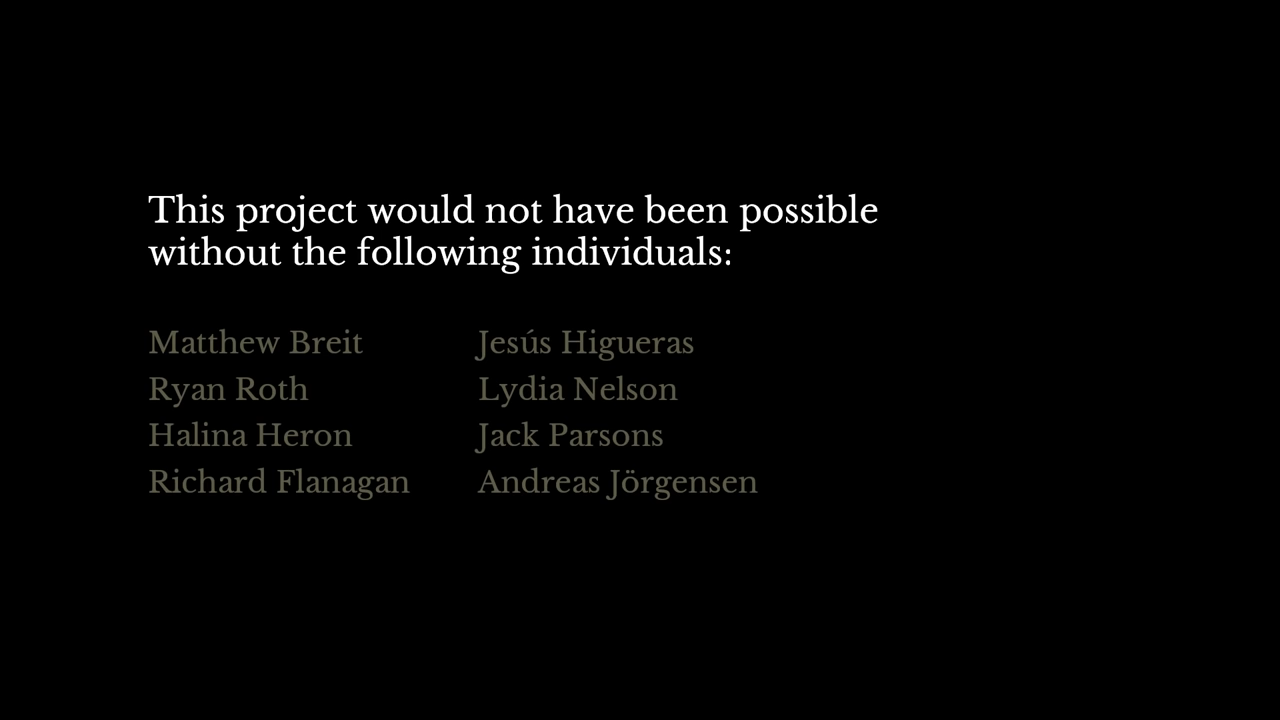 This project would not have been possible
without the following individuals:
Matthew Breit
Ryan Roth
Halina Heron
Richard Flanagan
Jesús Higueras
Lydia Nelson
Jack Parsons
Andreas Jörgensen